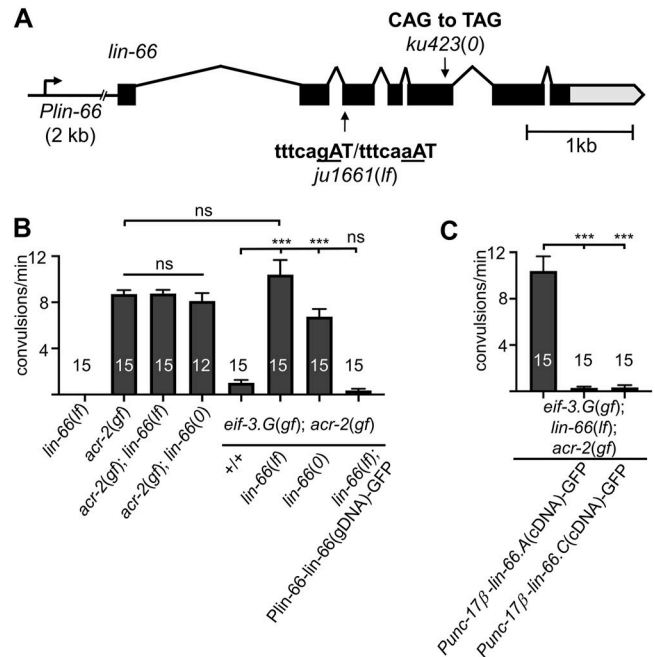 A
lin-66
CAG to TAG
ku423(0)
Plin-66
(2 kb)
tttcagAT/tttcaaAT
ju1661(lf)
1kb
B
ns
ns
*** *** ns
convulsions/min
12
8
4
15 15 15 12 15 15 15 15
lin-66(lf)
acr-2(gf)
acr-2(gf); lin-66(lf)
acr-2(gf); lin-66(0)
eif-3.G(gf); acr-2(gf)
+/+
lin-66(lf)
lin-66(0)
lin-66(lf);
Plin-66-lin-66(gDNA)-GFP
C
*** ***
convulsions/min
12
8
4
15 15 15
eif-3.G(gf);
lin-66(lf);
acr-2(gf)
Punc-17β-lin-66.A(cDNA)-GFP
Punc-17β-lin-66.C(cDNA)-GFP